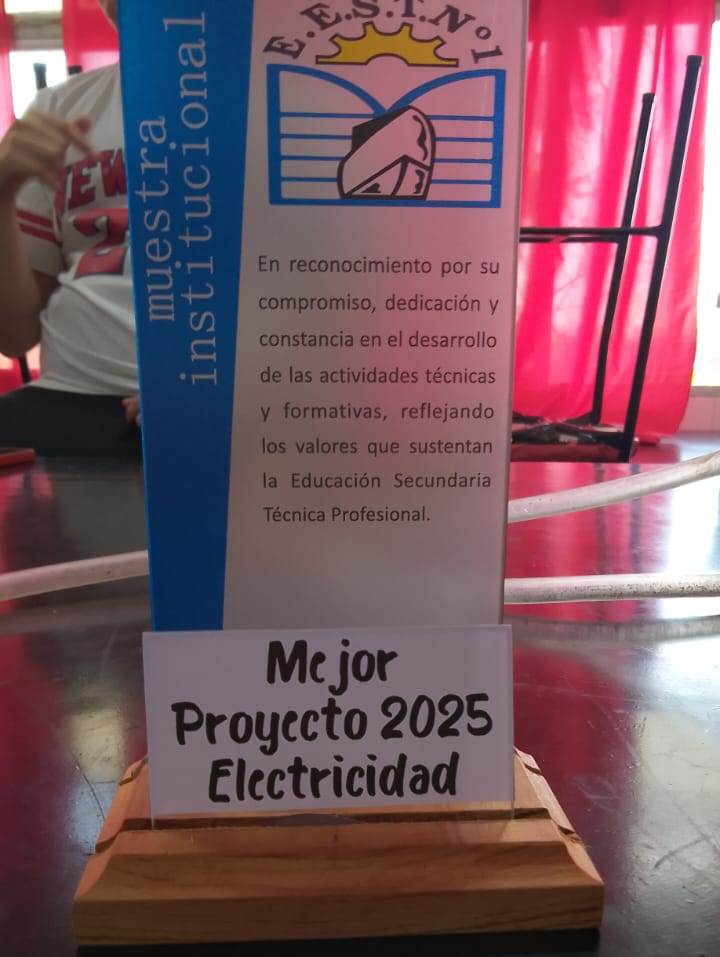 E.E.S.T.Nº1
muestra
institucional
En reconocimiento por su
compromiso, dedicación y
constancia en el desarrollo
de las actividades técnicas
y formativas, reflejando
los valores que sustentan
la Educación Secundaria
Técnica Profesional.
Mejor
Proyecto 2025
Electricidad